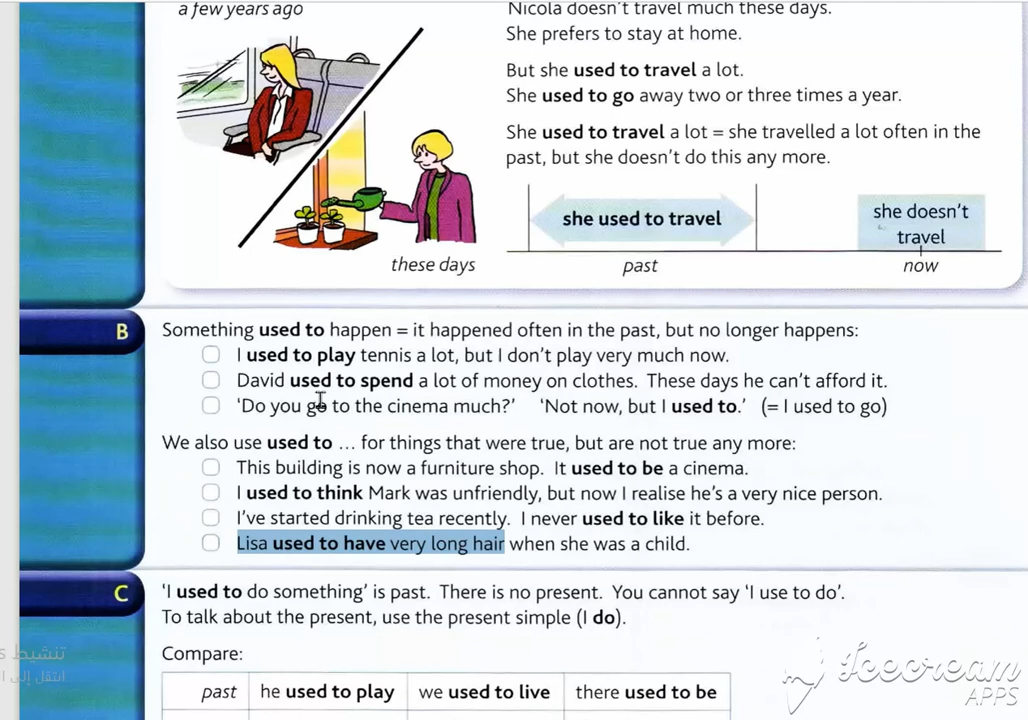 a few years ago
Nicola doesn't travel much these days.
She prefers to stay at home.
But she used to travel a lot.
She used to go away two or three times a year.
She used to travel a lot = she travelled a lot often in the
past, but she doesn't do this any more.
she used to travel
she doesn't
travel
these days
past
now
B
Something used to happen = it happened often in the past, but no longer happens:
I used to play tennis a lot, but I don't play very much now.
David used to spend a lot of money on clothes. These days he can't afford it.
'Do you go to the cinema much?' 'Not now, but I used to.' (= I used to go)
We also use used to … for things that were true, but are not true any more:
This building is now a furniture shop. It used to be a cinema.
I used to think Mark was unfriendly, but now I realise he's a very nice person.
I've started drinking tea recently. I never used to like it before.
Lisa used to have very long hair when she was a child.
C
'I used to do something' is past. There is no present. You cannot say 'I use to do'.
To talk about the present, use the present simple (I do).
تنشيط
انتقل إلى
Compare:
past he used to play we used to live there used to be
Icecream
APPS